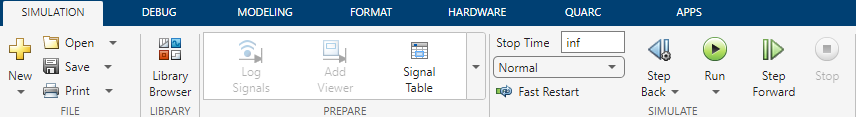 SIMULATION DEBUG MODELING FORMAT HARDWARE QUARC APPS
New
Open
Save
Print
FILE
Library
Browser
LIBRARY
Log
Signals
Add
Viewer
Signal
Table
PREPARE
Stop Time inf
Normal
Fast Restart
Step
Back
Run
Step
Forward
Stop
SIMULATE